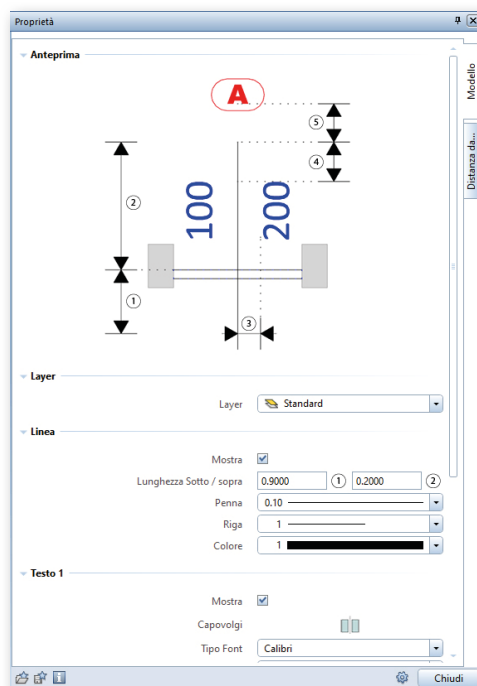 Proprietà
Anteprima
A
5
4
2
100
200
1
3
Layer
Layer Standard
Linea
Mostra
Lunghezza Sotto / sopra 0.9000 1 0.2000 2
Penna 0.10
Riga 1
Colore 1
Testo 1
Mostra
Capovolgi
Tipo Font Calibri
Chiudi
Modello
Distanza da...